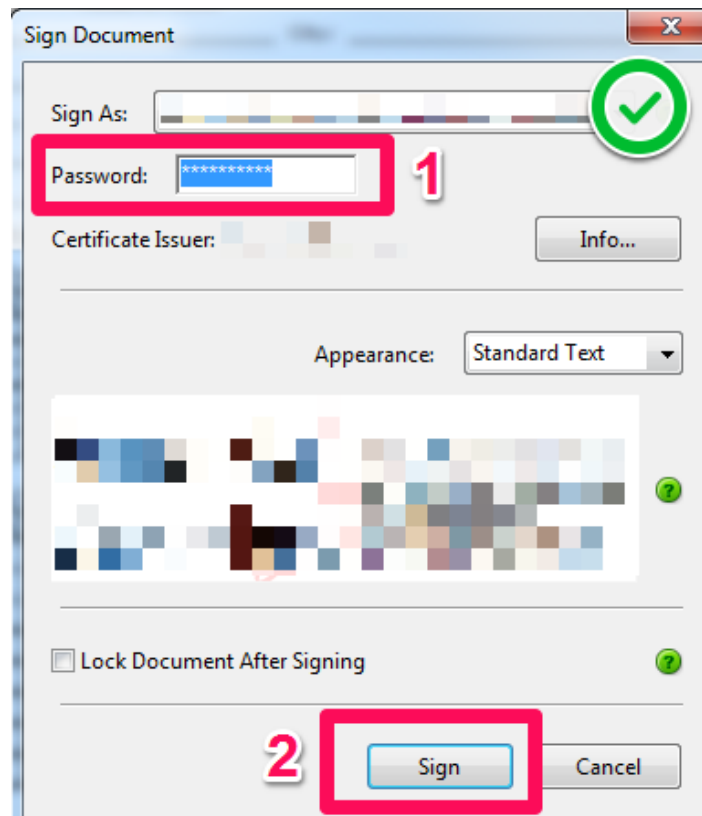 Sign Document
Sign As:
Password: **********
1
Certificate Issuer:
Info...
Appearance: Standard Text
Lock Document After Signing
2
Sign
Cancel